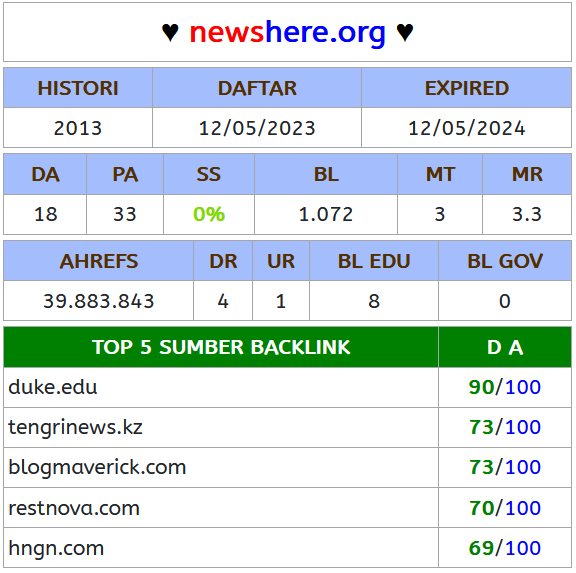 ♥ newshere.org ♥
HISTORI DAFTAR EXPIRED
2013 12/05/2023 12/05/2024
DA PA SS BL MT MR
18 33 0% 1.072 3 3.3
AHREFS DR UR BL EDU BL GOV
39.883.843 4 1 8 0
TOP 5 SUMBER BACKLINK D A
duke.edu 90/100
tengrinews.kz 73/100
blogmaverick.com 73/100
restnova.com 70/100
hngn.com 69/100